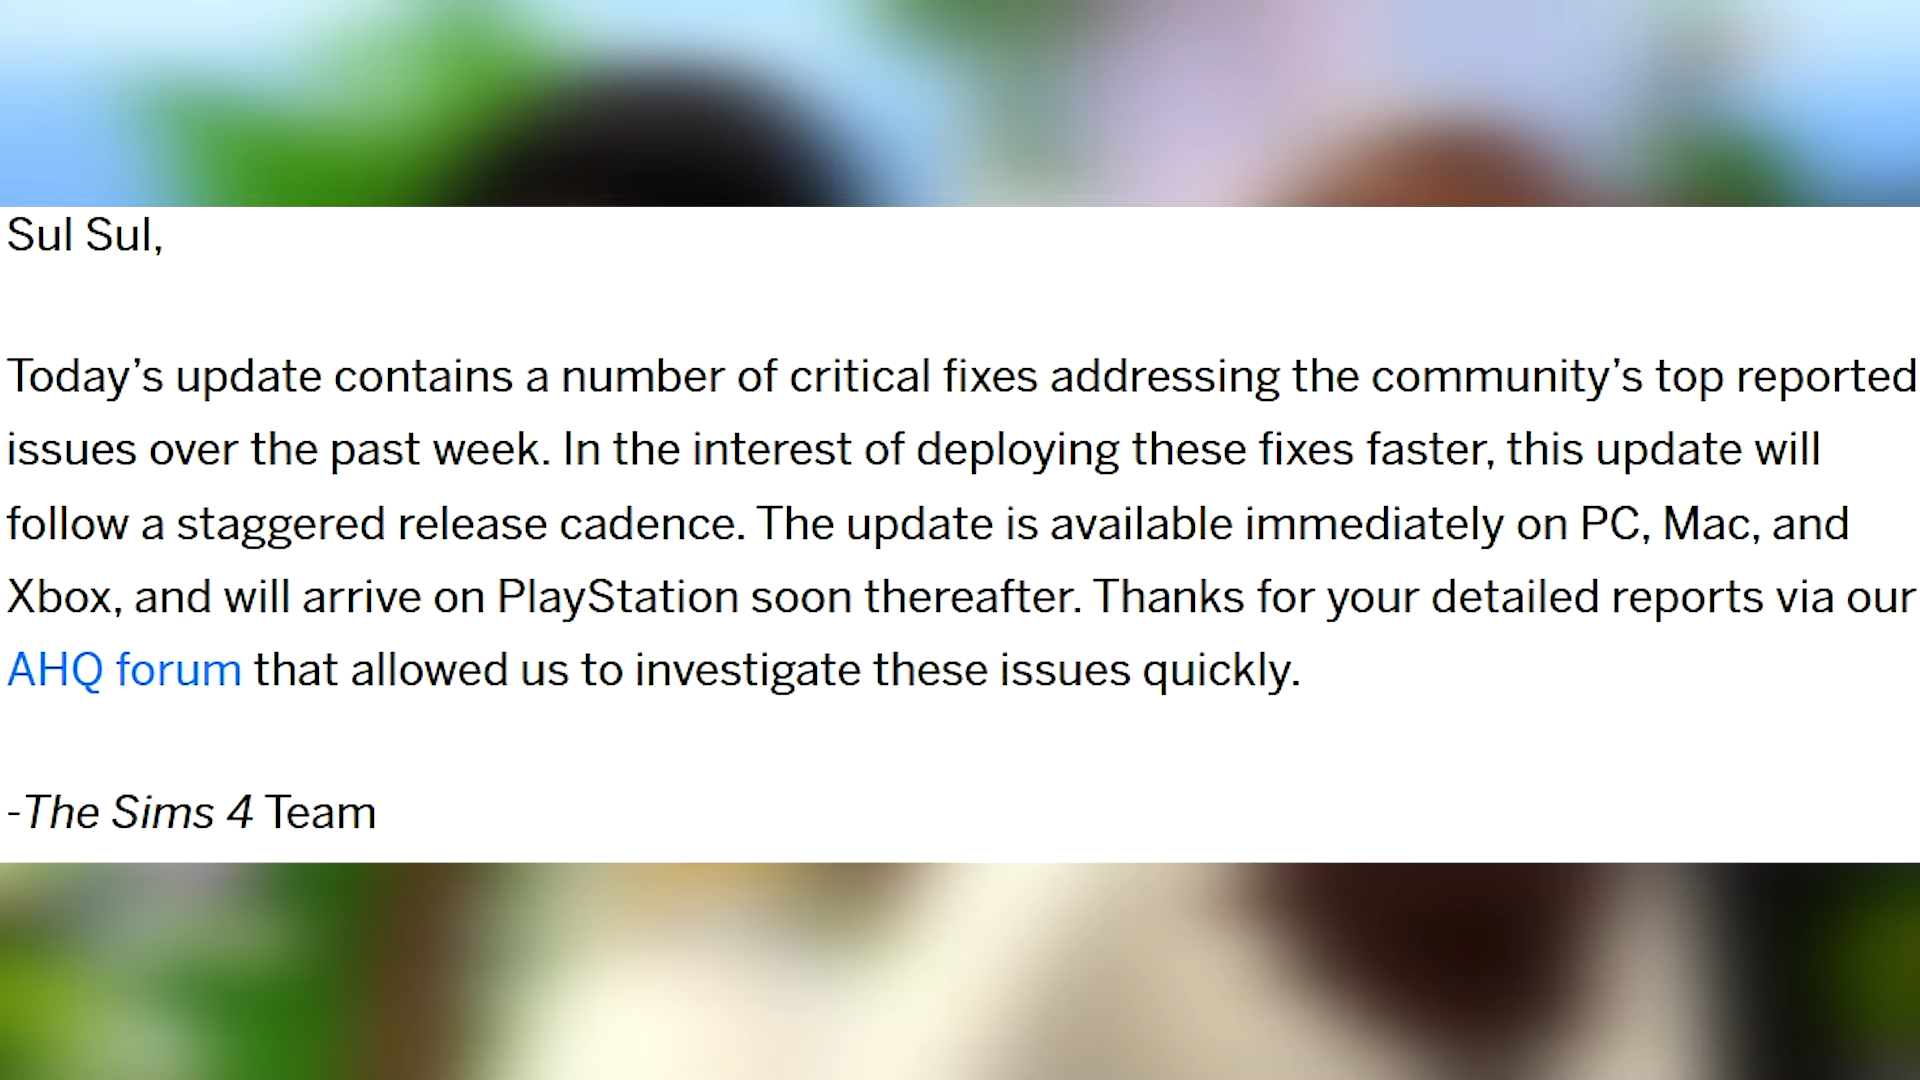 Sul Sul,
Today’s update contains a number of critical fixes addressing the community’s top reported
issues over the past week. In the interest of deploying these fixes faster, this update will
follow a staggered release cadence. The update is available immediately on PC, Mac, and
Xbox, and will arrive on PlayStation soon thereafter. Thanks for your detailed reports via our
AHQ forum that allowed us to investigate these issues quickly.
-The Sims 4 Team